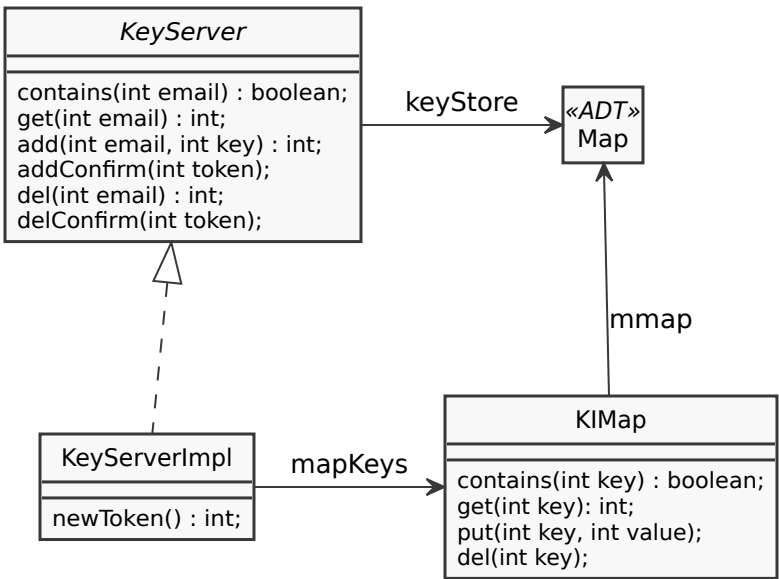 KeyServer
contains(int email) : boolean;
get(int email) : int;
add(int email, int key) : int;
addConfirm(int token);
del(int email) : int;
delConfirm(int token);
keyStore
«ADT»
Map
mmap
KeyServerImpl
newToken() : int;
mapKeys
KIMap
contains(int key) : boolean;
get(int key): int;
put(int key, int value);
del(int key);